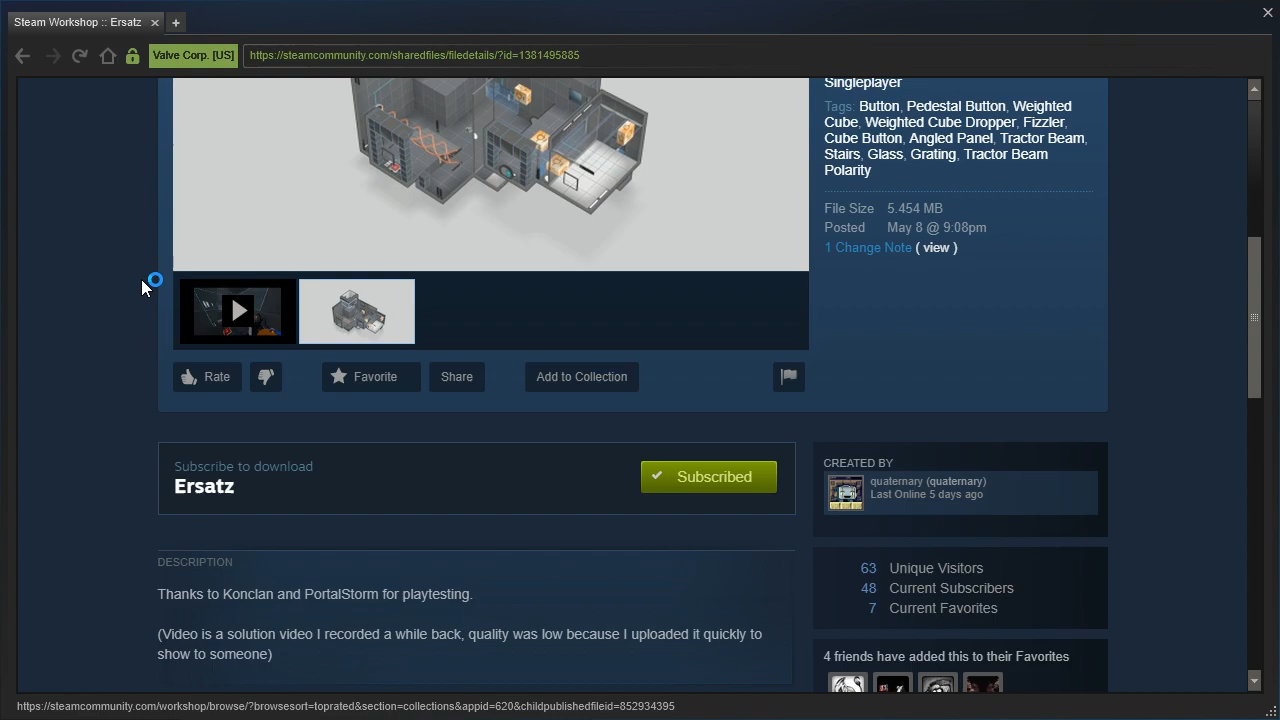 Steam Workshop :: Ersatz
Valve Corp. [US]
https://steamcommunity.com/sharedfiles/filedetails/?id=1381495885
Singleplayer
Tags: Button, Pedestal Button, Weighted
Cube, Weighted Cube Dropper, Fizzler,
Cube Button, Angled Panel, Tractor Beam,
Stairs, Glass, Grating, Tractor Beam
Polarity
File Size 5.454 MB
Posted May 8 @ 9:08pm
1 Change Note ( view )
Rate
Favorite
Share
Add to Collection
Subscribe to download
Ersatz
Subscribed
CREATED BY
quaternary (quaternary)
Last Online 5 days ago
DESCRIPTION
Thanks to Konclan and PortalStorm for playtesting.
(Video is a solution video I recorded a while back, quality was low because I uploaded it quickly to
show to someone)
63 Unique Visitors
48 Current Subscribers
7 Current Favorites
4 friends have added this to their Favorites
https://steamcommunity.com/workshop/browse/?browsesort=toprated&section=collections&appid=620&childpublishedfileid=852934395